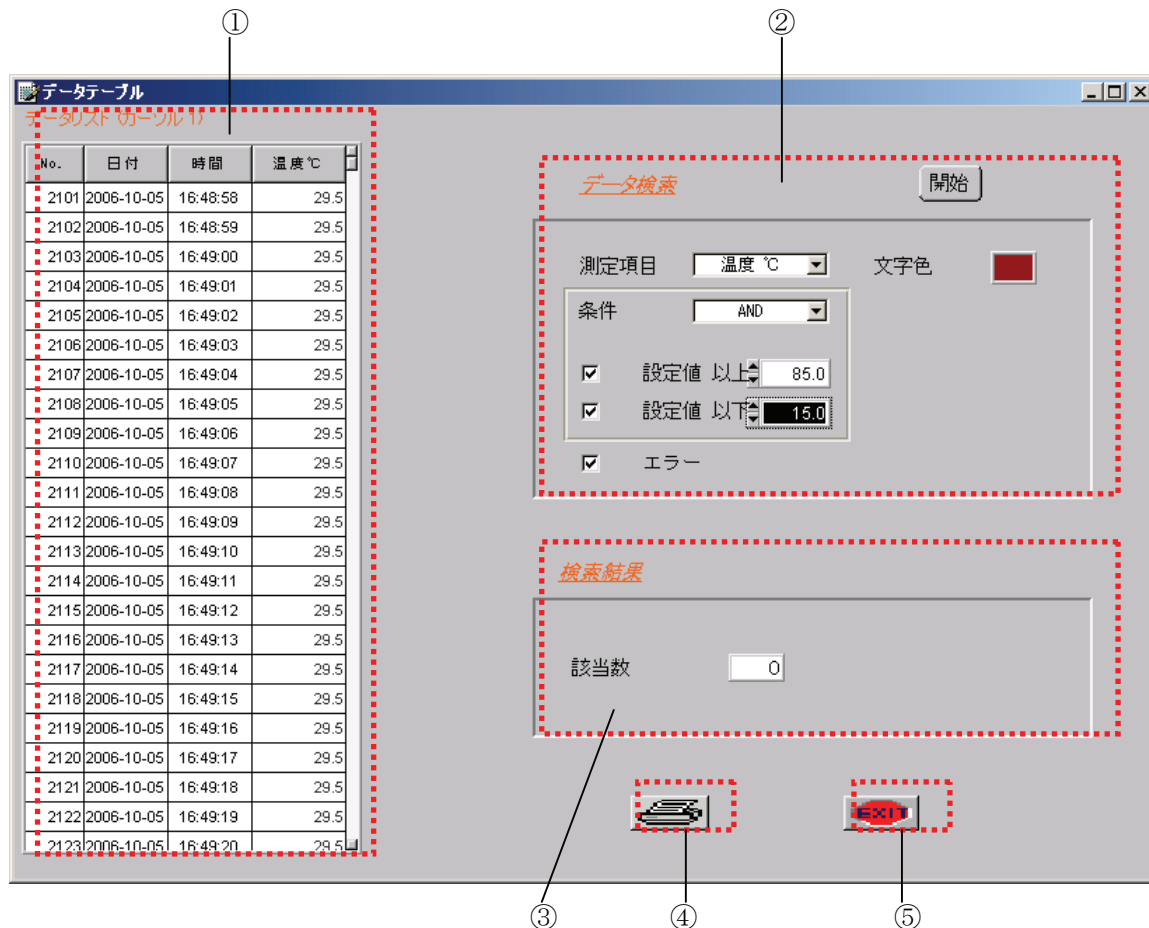 ① ②
データテーブル
データリスト (カーソル 1)
No. 日付 時間 温度℃
2101 2006-10-05 16:48:58 29.5
2102 2006-10-05 16:48:59 29.5
2103 2006-10-05 16:49:00 29.5
2104 2006-10-05 16:49:01 29.5
2105 2006-10-05 16:49:02 29.5
2106 2006-10-05 16:49:03 29.5
2107 2006-10-05 16:49:04 29.5
2108 2006-10-05 16:49:05 29.5
2109 2006-10-05 16:49:06 29.5
2110 2006-10-05 16:49:07 29.5
2111 2006-10-05 16:49:08 29.5
2112 2006-10-05 16:49:09 29.5
2113 2006-10-05 16:49:10 29.5
2114 2006-10-05 16:49:11 29.5
2115 2006-10-05 16:49:12 29.5
2116 2006-10-05 16:49:13 29.5
2117 2006-10-05 16:49:14 29.5
2118 2006-10-05 16:49:15 29.5
2119 2006-10-05 16:49:16 29.5
2120 2006-10-05 16:49:17 29.5
2121 2006-10-05 16:49:18 29.5
2122 2006-10-05 16:49:19 29.5
2123 2006-10-05 16:49:20 29.5
データ検索 開始
測定項目 温度 ℃ 文字色
条件 AND
設定値 以上 85.0
設定値 以下 15.0
エラー
検索結果
該当数 0
EXIT
③ ④ ⑤